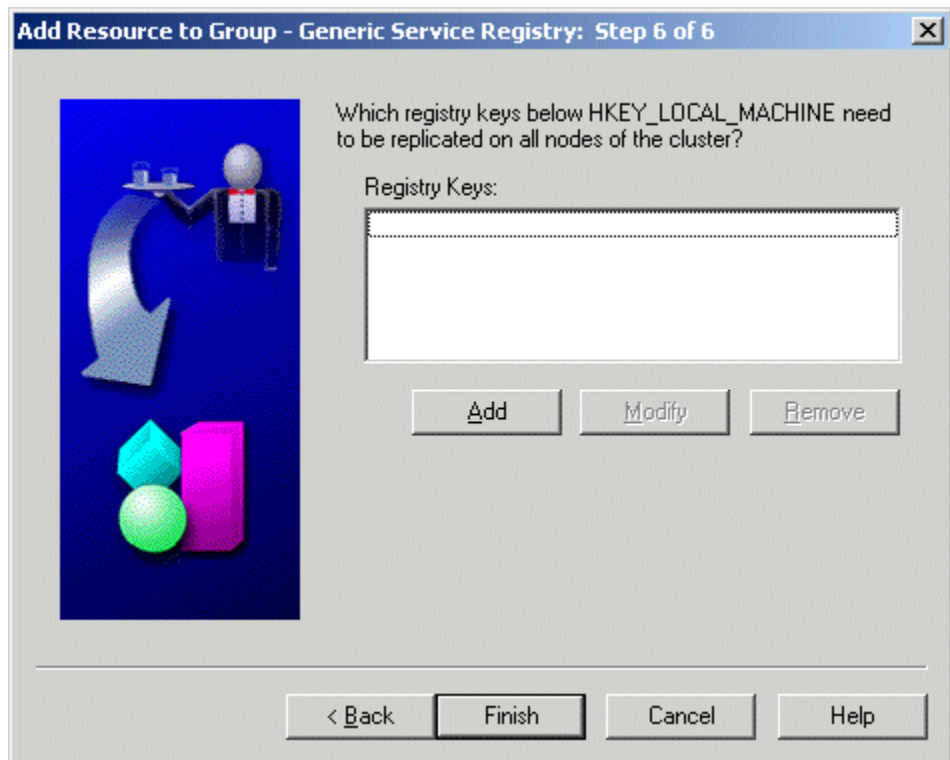 Add Resource to Group - Generic Service Registry: Step 6 of 6
Which registry keys below HKEY_LOCAL_MACHINE need
to be replicated on all nodes of the cluster?
Registry Keys:
Add Modify Remove
< Back Finish Cancel Help